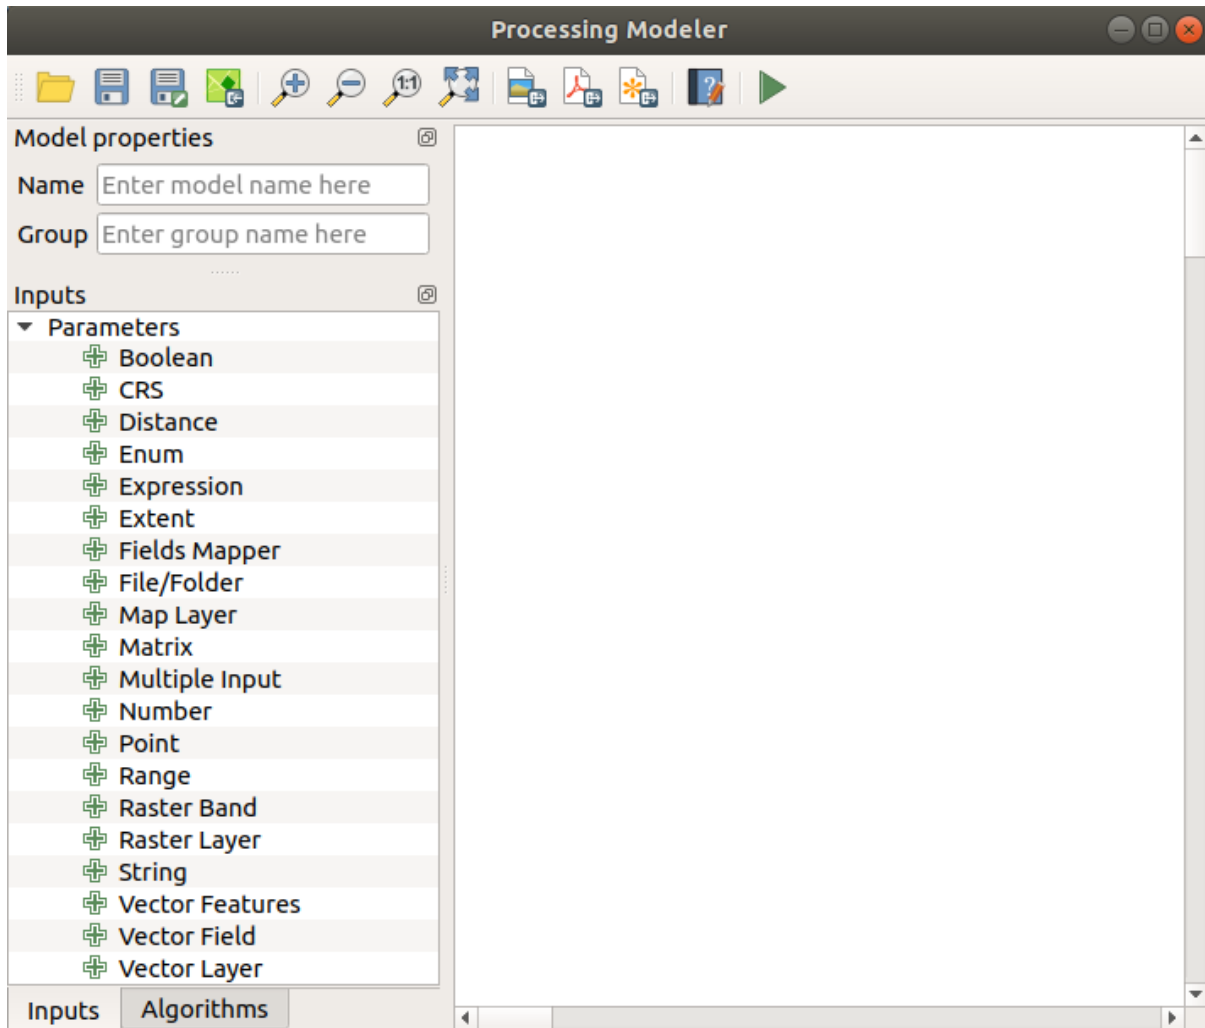 Processing Modeler
1:1
?
Model properties
Name Enter model name here
Group Enter group name here
Inputs
Parameters
Boolean
CRS
Distance
Enum
Expression
Extent
Fields Mapper
File/Folder
Map Layer
Matrix
Multiple Input
Number
Point
Range
Raster Band
Raster Layer
String
Vector Features
Vector Field
Vector Layer
Inputs Algorithms